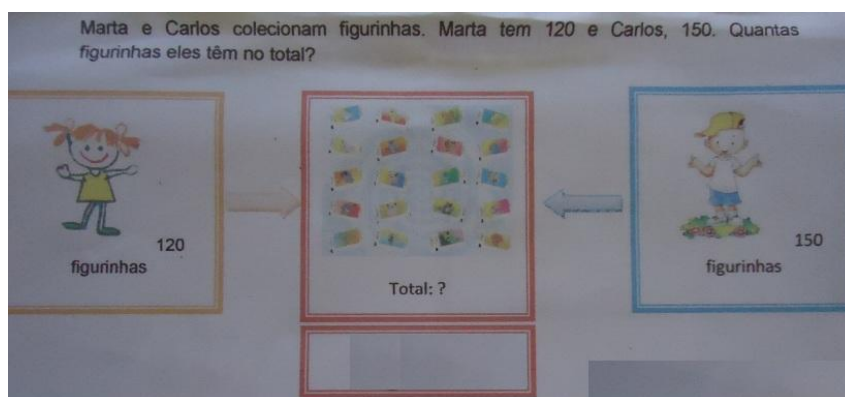 Marta e Carlos colecionam figurinhas. Marta tem 120 e Carlos, 150. Quantas
figurinhas eles têm no total?
120
figurinhas
Total: ?
150
figurinhas